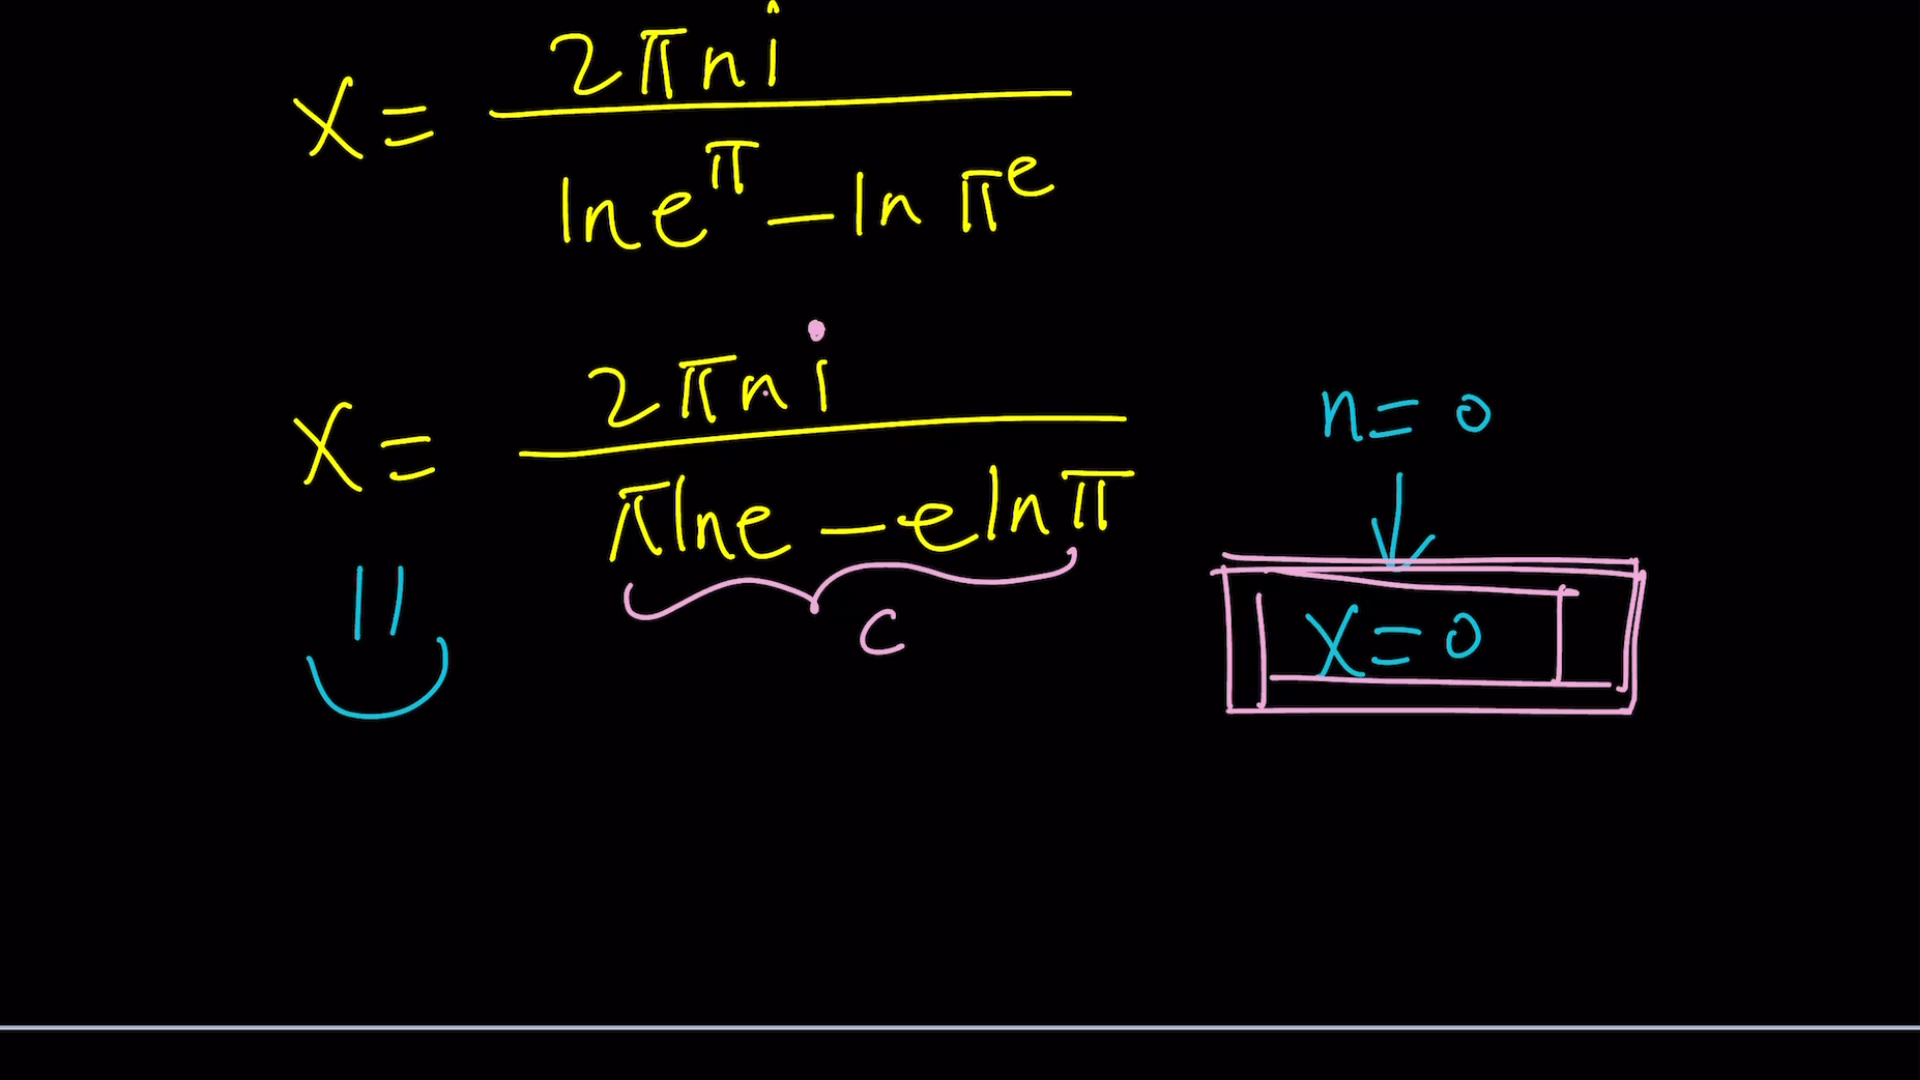 x = 2πni / ln e^π − ln π^e
x = 2πni / π ln e − e ln π
c
n = 0
x = 0